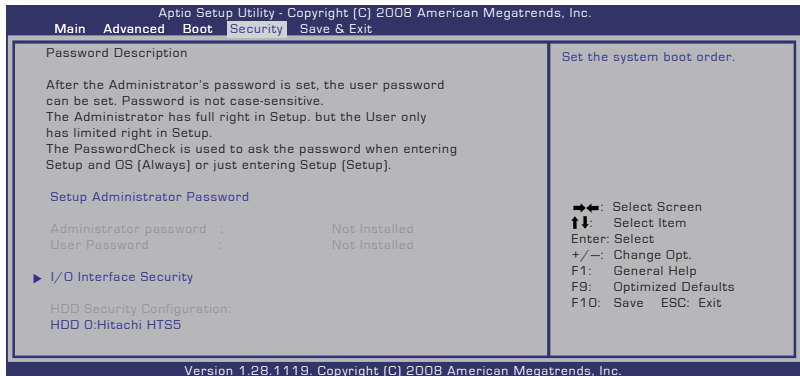 Aptio Setup Utility - Copyright (C) 2008 American Megatrends, Inc.
Main Advanced Boot Security Save & Exit
Password Description
After the Administrator's password is set, the user password
can be set. Password is not case-sensitive.
The Administrator has full right in Setup. but the User only
has limited right in Setup.
The PasswordCheck is used to ask the password when entering
Setup and OS (Always) or just entering Setup (Setup).
Setup Administrator Password
Administrator password : Not Installed
User Password : Not Installed
I/O Interface Security
HDD Security Configuration:
HDD 0:Hitachi HTS5
Set the system boot order.
→←: Select Screen
↑↓: Select Item
Enter: Select
+/—: Change Opt.
F1: General Help
F9: Optimized Defaults
F10: Save ESC: Exit
Version 1.28.1119. Copyright (C) 2008 American Megatrends, Inc.